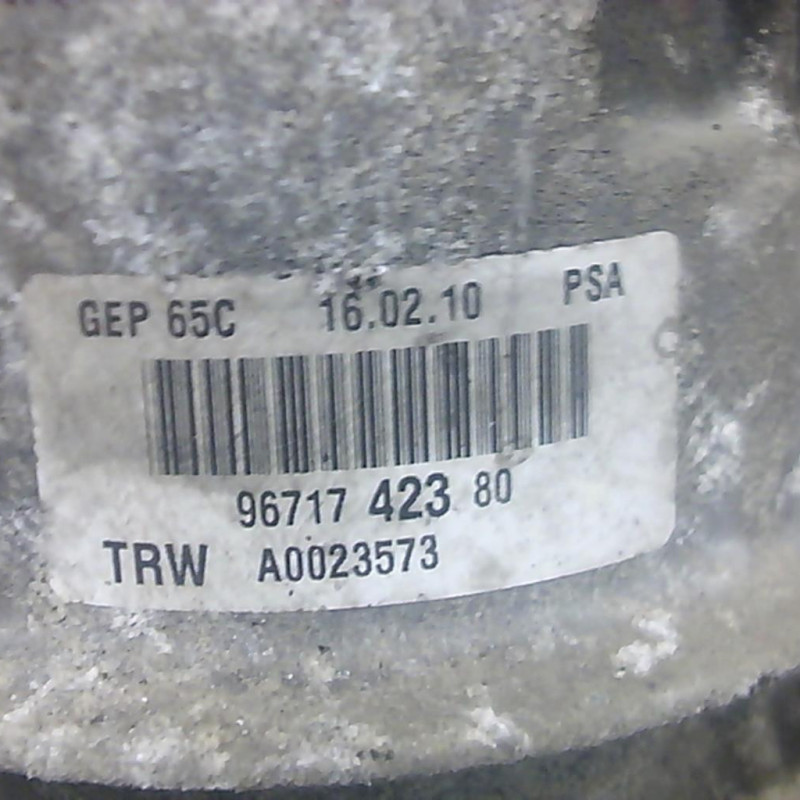 GEP 65C 16.02.10 PSA
96717 423 80
TRW A0023573